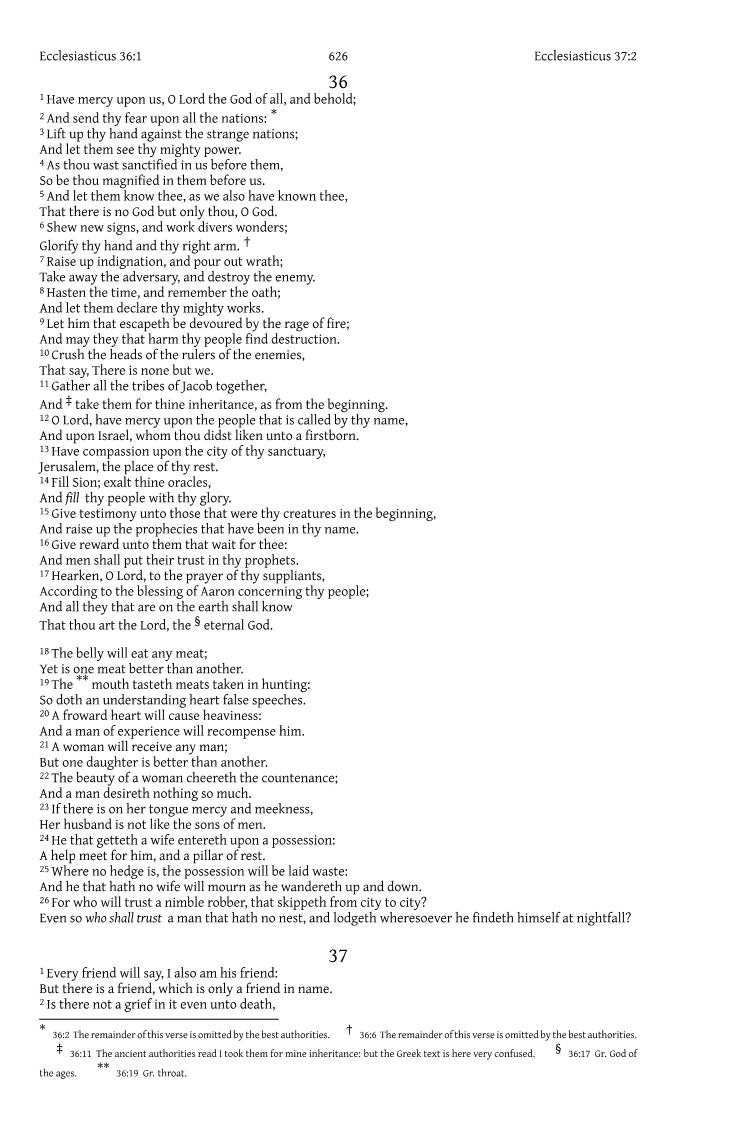 Ecclesiasticus 36:1 626 Ecclesiasticus 37:2
36
1 Have mercy upon us, O Lord the God of all, and behold;
2 And send thy fear upon all the nations: *
3 Lift up thy hand against the strange nations;
And let them see thy mighty power.
4 As thou wast sanctified in us before them,
So be thou magnified in them before us.
5 And let them know thee, as we also have known thee,
That there is no God but only thou, O God.
6 Shew new signs, and work divers wonders;
Glorify thy hand and thy right arm. †
7 Raise up indignation, and pour out wrath;
Take away the adversary, and destroy the enemy.
8 Hasten the time, and remember the oath;
And let them declare thy mighty works.
9 Let him that escapeth be devoured by the rage of fire;
And may they that harm thy people find destruction.
10 Crush the heads of the rulers of the enemies,
That say, There is none but we.
11 Gather all the tribes of Jacob together,
And ‡ take them for thine inheritance, as from the beginning.
12 O Lord, have mercy upon the people that is called by thy name,
And upon Israel, whom thou didst liken unto a firstborn.
13 Have compassion upon the city of thy sanctuary,
Jerusalem, the place of thy rest.
14 Fill Sion; exalt thine oracles,
And fill thy people with thy glory.
15 Give testimony unto those that were thy creatures in the beginning,
And raise up the prophecies that have been in thy name.
16 Give reward unto them that wait for thee:
And men shall put their trust in thy prophets.
17 Hearken, O Lord, to the prayer of thy suppliants,
According to the blessing of Aaron concerning thy people;
And all they that are on the earth shall know
That thou art the Lord, the § eternal God.
18 The belly will eat any meat;
Yet is one meat better than another.
19 The ** mouth tasteth meats taken in hunting:
So doth an understanding heart false speeches.
20 A froward heart will cause heaviness:
And a man of experience will recompense him.
21 A woman will receive any man;
But one daughter is better than another.
22 The beauty of a woman cheereth the countenance;
And a man desireth nothing so much.
23 If there is on her tongue mercy and meekness,
Her husband is not like the sons of men.
24 He that getteth a wife entereth upon a possession:
A help meet for him, and a pillar of rest.
25 Where no hedge is, the possession will be laid waste:
And he that hath no wife will mourn as he wandereth up and down.
26 For who will trust a nimble robber, that skippeth from city to city?
Even so who shall trust a man that hath no nest, and lodgeth wheresoever he findeth himself at nightfall?
37
1 Every friend will say, I also am his friend:
But there is a friend, which is only a friend in name.
2 Is there not a grief in it even unto death,
* 36:2 The remainder of this verse is omitted by the best authorities. † 36:6 The remainder of this verse is omitted by the best authorities.
‡ 36:11 The ancient authorities read I took them for mine inheritance: but the Greek text is here very confused. § 36:17 Gr. God of
the ages. ** 36:19 Gr. throat.